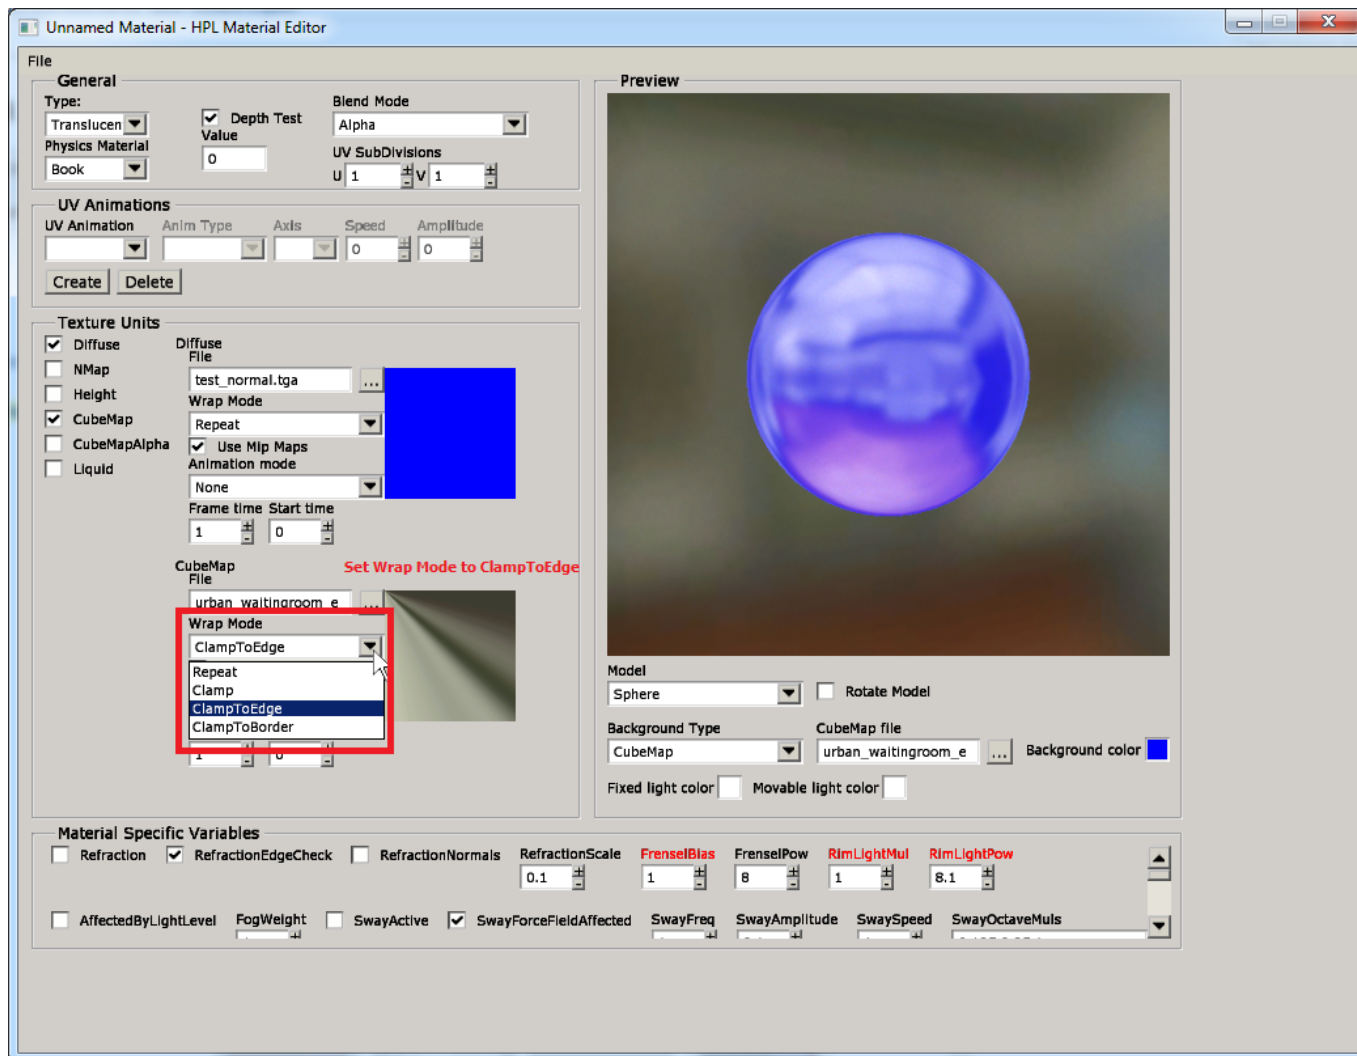 Unnamed Material - HPL Material Editor
File
General
Type:
Translucen
Depth Test
Blend Mode
Alpha
Physics Material
Book
Value
0
UV SubDivisions
U 1 + - V 1 + -
UV Animations
UV Animation Anim Type Axis Speed Amplitude
0 + - 0 + -
Create Delete
Texture Units
Diffuse
NMap
Height
CubeMap
CubeMapAlpha
Liquid
Diffuse
File
test_normal.tga ...
Wrap Mode
Repeat
Use Mip Maps
Animation mode
None
Frame time Start time
1 + - 0 + -
CubeMap
Set Wrap Mode to ClampToEdge
File
urban_waitingroom_e ...
Wrap Mode
ClampToEdge
Repeat
Clamp
ClampToEdge
ClampToBorder
1 - 0 -
Preview
Model
Sphere
Rotate Model
Background Type
CubeMap
CubeMap file
urban_waitingroom_e ...
Background color
Fixed light color Movable light color
Material Specific Variables
Refraction RefractionEdgeCheck RefractionNormals RefractionScale FrenselBias FrenselPow RimLightMul RimLightPow
0.1 + - 1 + - 8 + - 1 + - 8.1 + -
AffectedByLightLevel FogWeight SwayActive SwayForceFieldAffected SwayFreq SwayAmplitude SwaySpeed SwayOctaveMuls